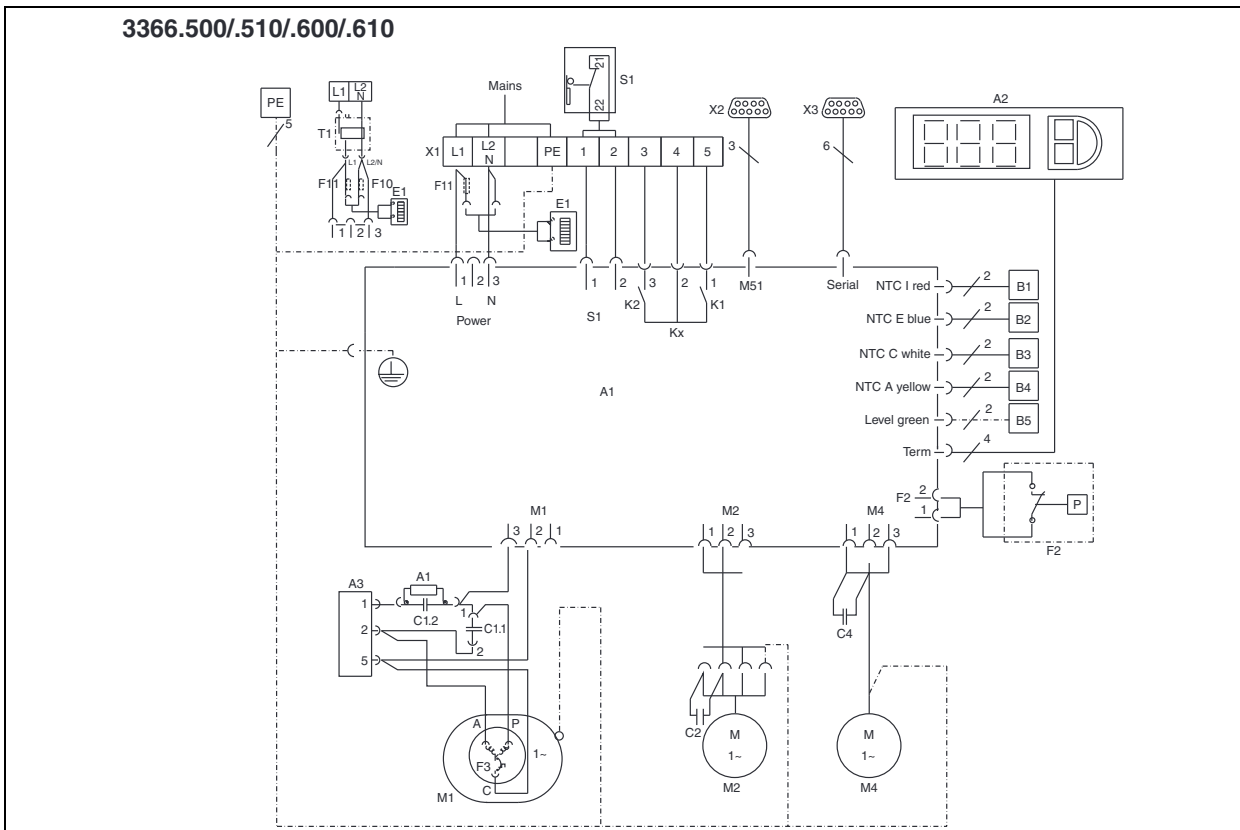 3366.500/.510/.600/.610
PE
5
L1
L2
N
T1
L1
L2/N
F11
F10
E1
1 2 3
Mains
21
22
S1
X1
L1
L2
N
PE
1
2
3
4
5
F11
E1
X2
3
X3
6
A2
1 2 3
L N
Power
1 2
S1
3 2 1
K2
K1
Kx
M51
Serial
NTC I red
2
B1
NTC E blue
2
B2
NTC C white
2
B3
NTC A yellow
2
B4
Level green
2
B5
Term
4
A1
F2
2
1
P
F2
M1
3 2 1
M2
1 2 3
M4
1 2 3
A3
1
2
5
A1
C1.2
1
C1.1
2
C4
A
P
F3
C
1~
M1
C2
M
1~
M2
M
1~
M4